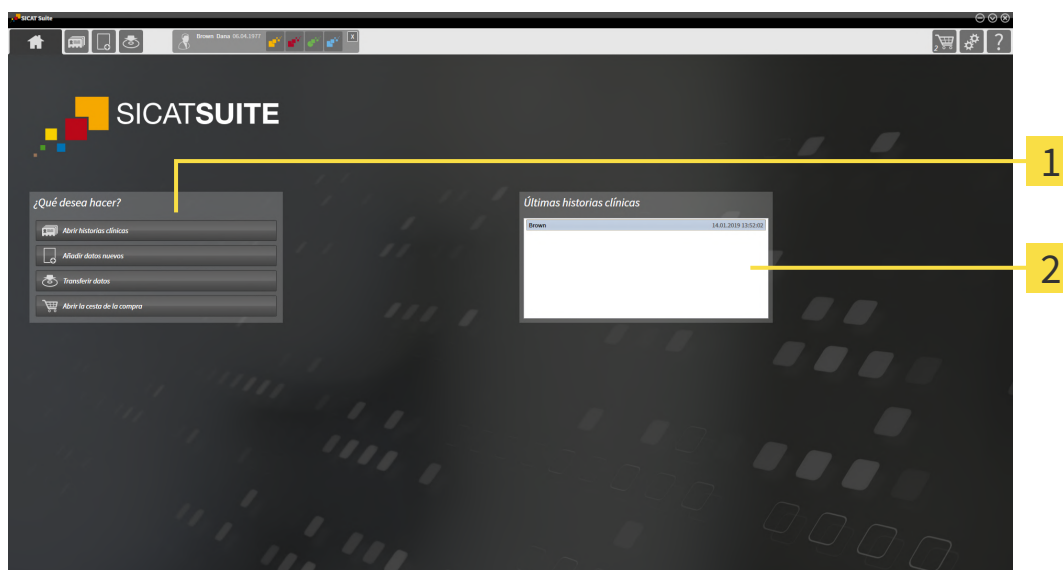 SICAT Suite
Brown Dana 06.04.1977
X
2
?
SICATSUITE
1
¿Qué desea hacer?
Abrir historias clínicas
Añadir datos nuevos
Transferir datos
Abrir la cesta de la compra
Últimas historias clínicas
Brown 14.01.2019 13:52:02
2